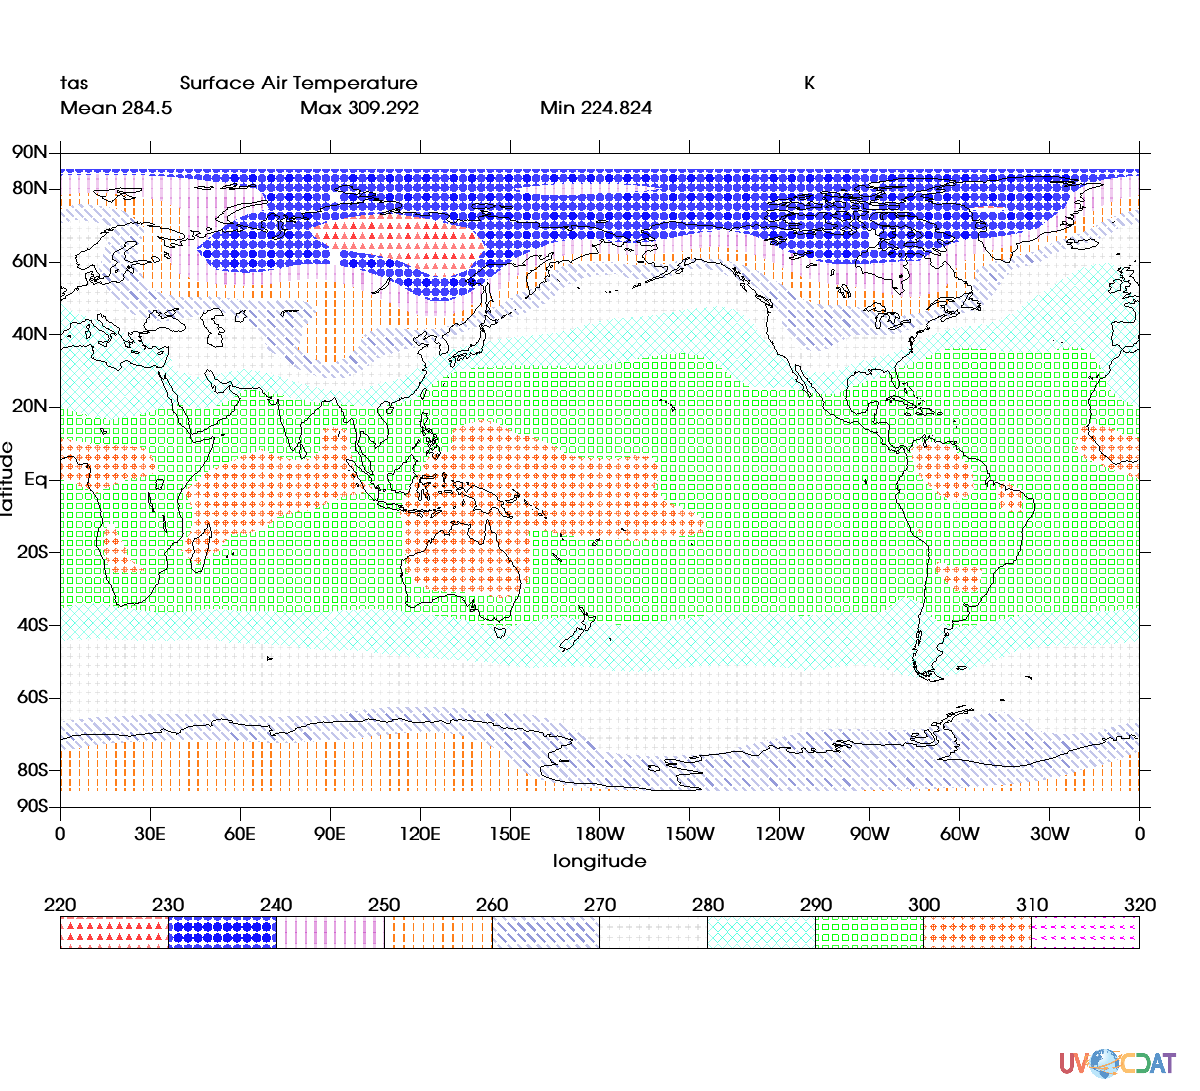 tas Surface Air Temperature K
Mean 284.5 Max 309.292 Min 224.824
90N
80N
60N
40N
20N
Eq
20S
40S
60S
80S
90S
latitude
0 30E 60E 90E 120E 150E 180W 150W 120W 90W 60W 30W 0
longitude
220 230 240 250 260 270 280 290 300 310 320
UV CDAT